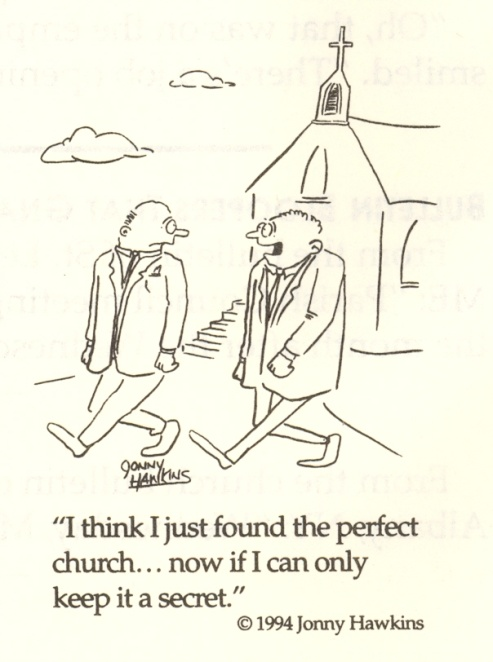 JONNY
HAWKINS
"I think I just found the perfect
church... now if I can only
keep it a secret."
© 1994 Jonny Hawkins